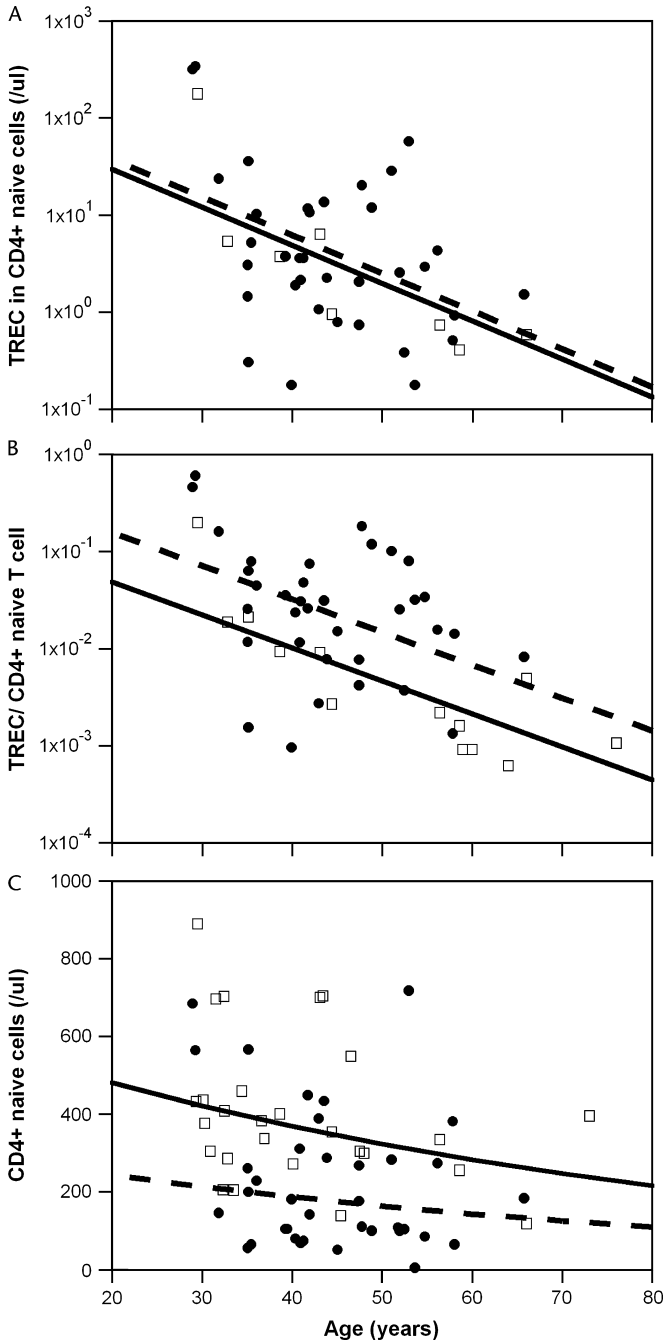 A
1x10³
1x10²
1x10¹
1x10⁰
1x10⁻¹
TREC in CD4+ naive cells (/ul)
B
1x10⁰
1x10⁻¹
1x10⁻²
1x10⁻³
1x10⁻⁴
TREC/ CD4+ naive T cell
C
1000
800
600
400
200
0
CD4+ naive cells (/ul)
20 30 40 50 60 70 80
Age (years)